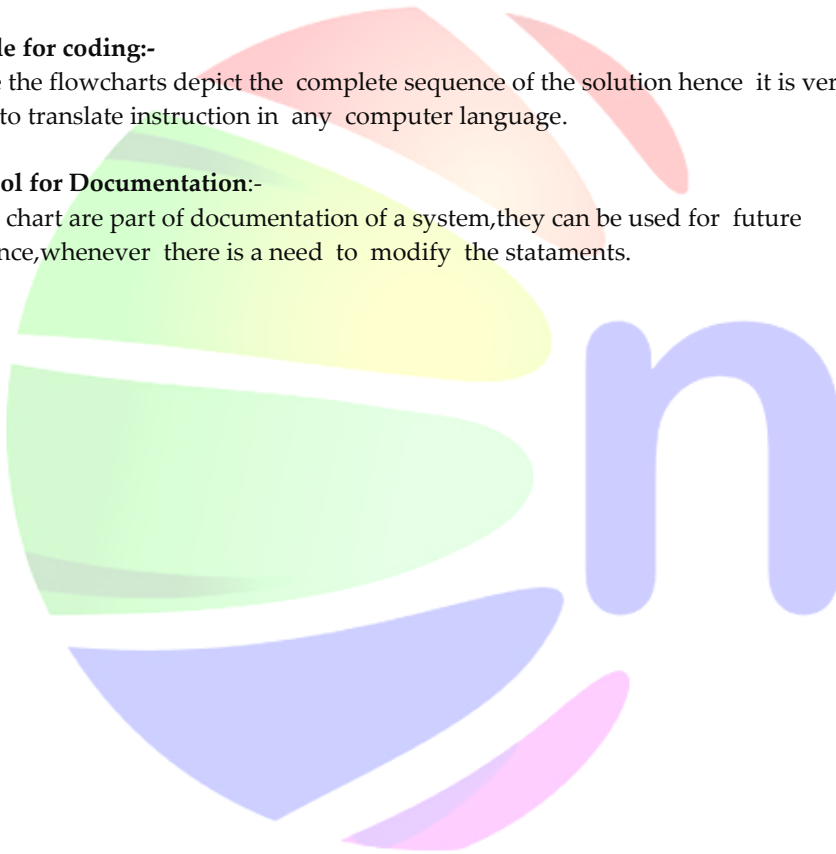 le for coding:-
e the flowcharts depict the complete sequence of the solution hence it is ver
to translate instruction in any computer language.
ol for Documentation:-
chart are part of documentation of a system,they can be used for future
nce,whenever there is a need to modify the stataments.
n